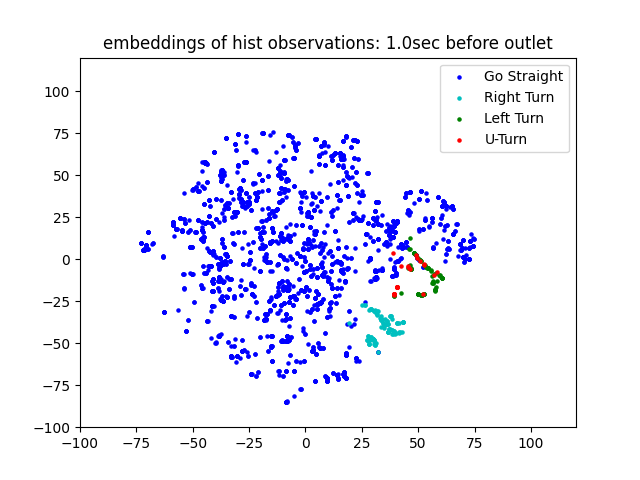 embeddings of hist observations: 1.0sec before outlet
Go Straight
Right Turn
Left Turn
U-Turn
100
75
50
25
0
−25
−50
−75
−100
−100 −75 −50 −25 0 25 50 75 100